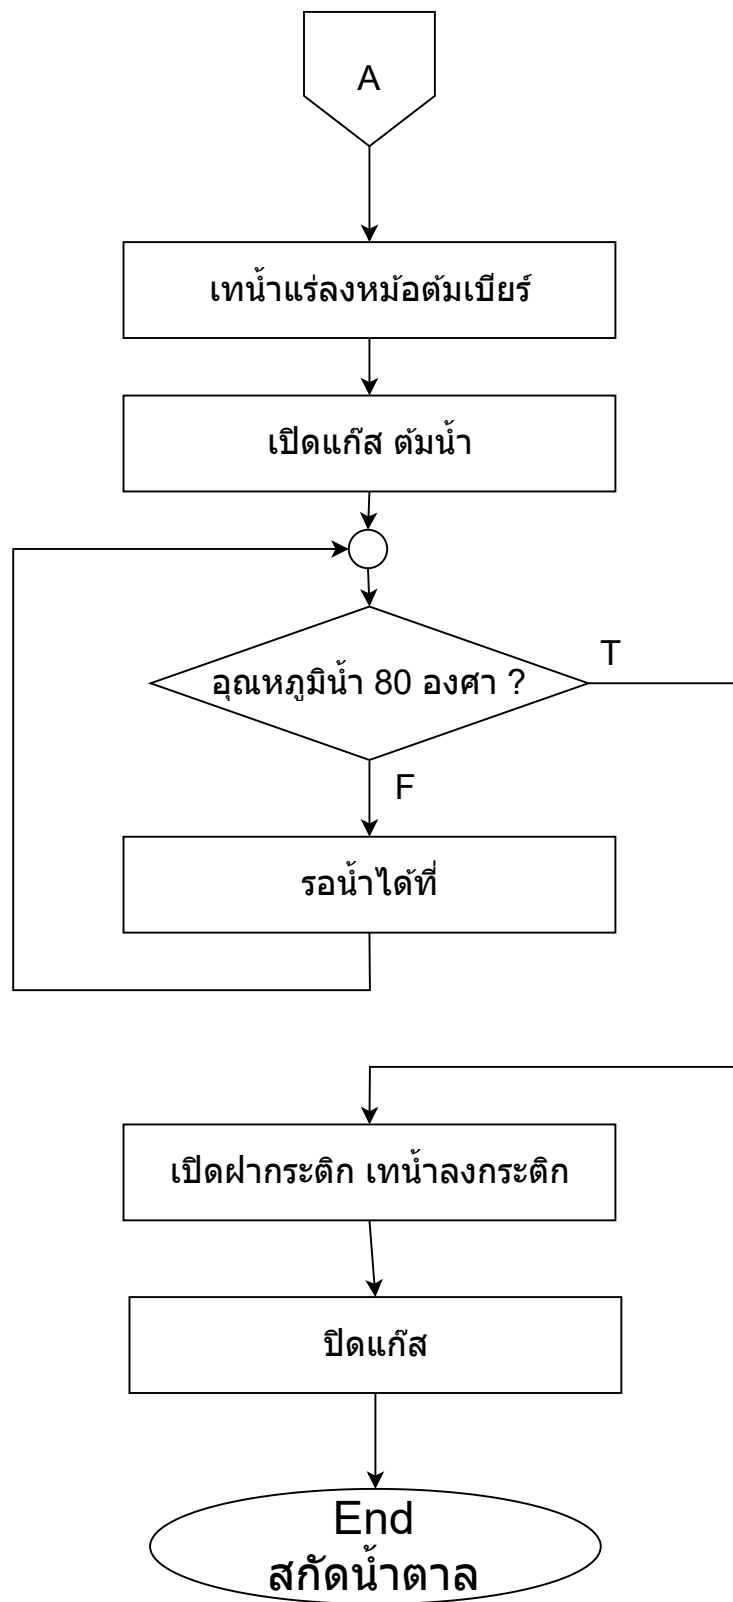 A
เทน้ำแร่ลงหม้อต้มเบียร์
เปิดแก๊ส ต้มน้ำ
อุณหภูมิน้ำ 80 องศา ?
T
F
รอน้ำได้ที่
เปิดฝากระติก เทน้ำลงกระติก
ปิดแก๊ส
End
สกัดน้ำตาล